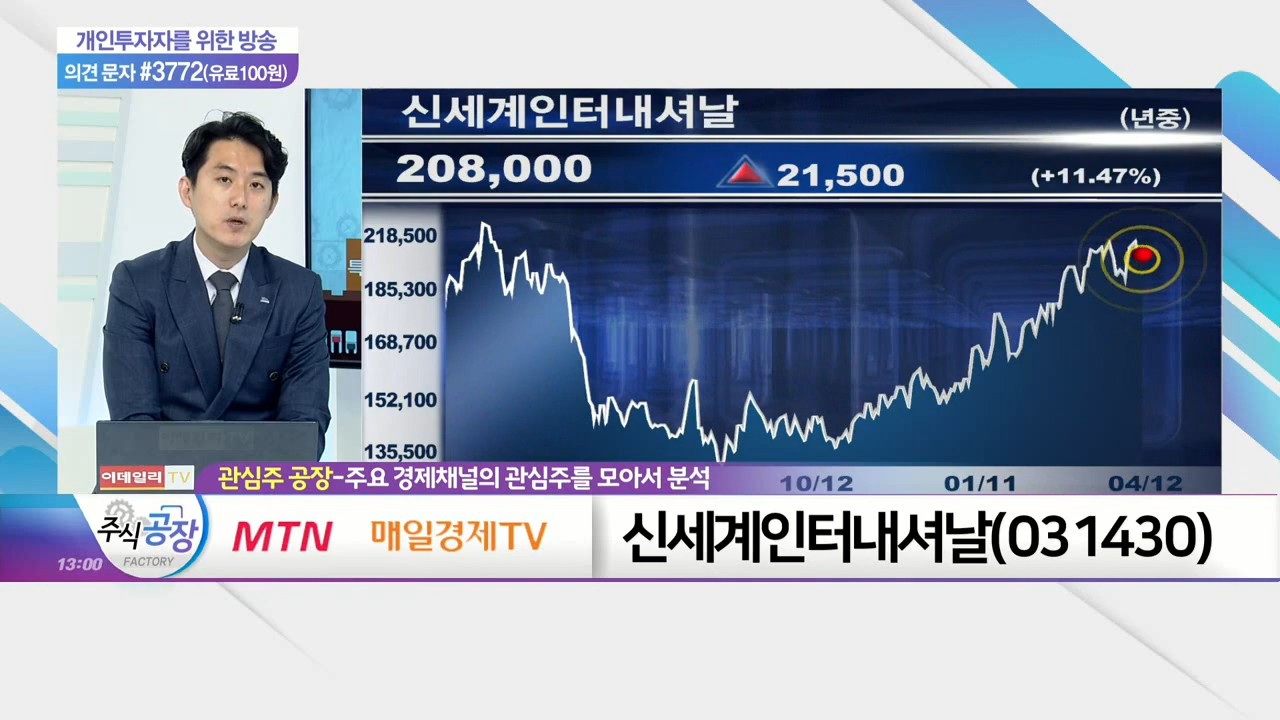 개인투자자를 위한 방송
의견 문자 #3772(유료100원)
신세계인터내셔날
(년중)
208,000
21,500
(+11.47%)
218,500
185,300
168,700
152,100
135,500
10/12
01/11
04/12
이데일리TV
이데일리 TV
관심주 공장-주요 경제채널의 관심주를 모아서 분석
주식공장
FACTORY
13:00
MTN
매일경제TV
신세계인터내셔날(031430)